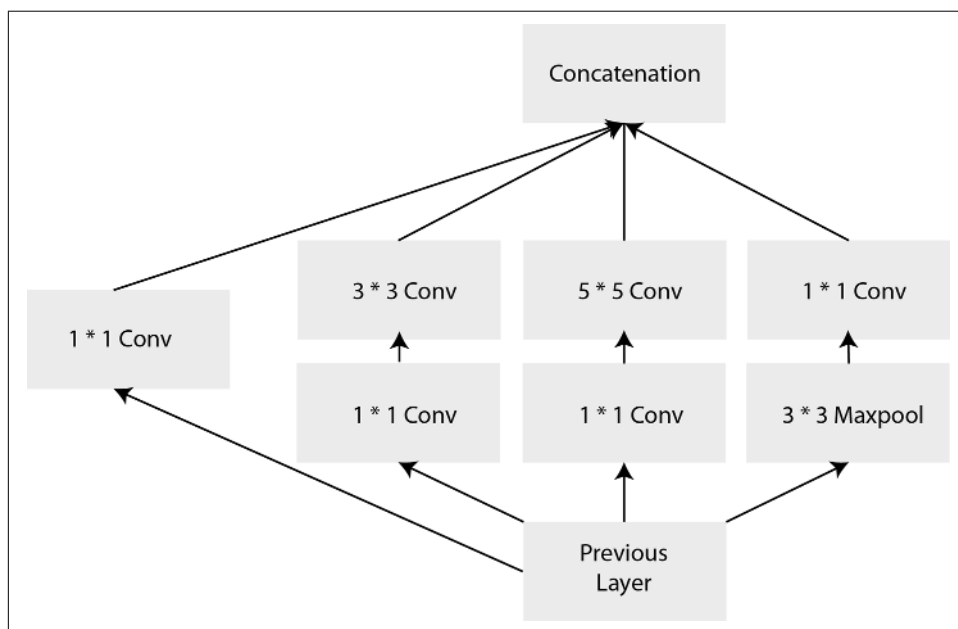 Concatenation
3 * 3 Conv
5 * 5 Conv
1 * 1 Conv
1 * 1 Conv
1 * 1 Conv
1 * 1 Conv
3 * 3 Maxpool
Previous
Layer